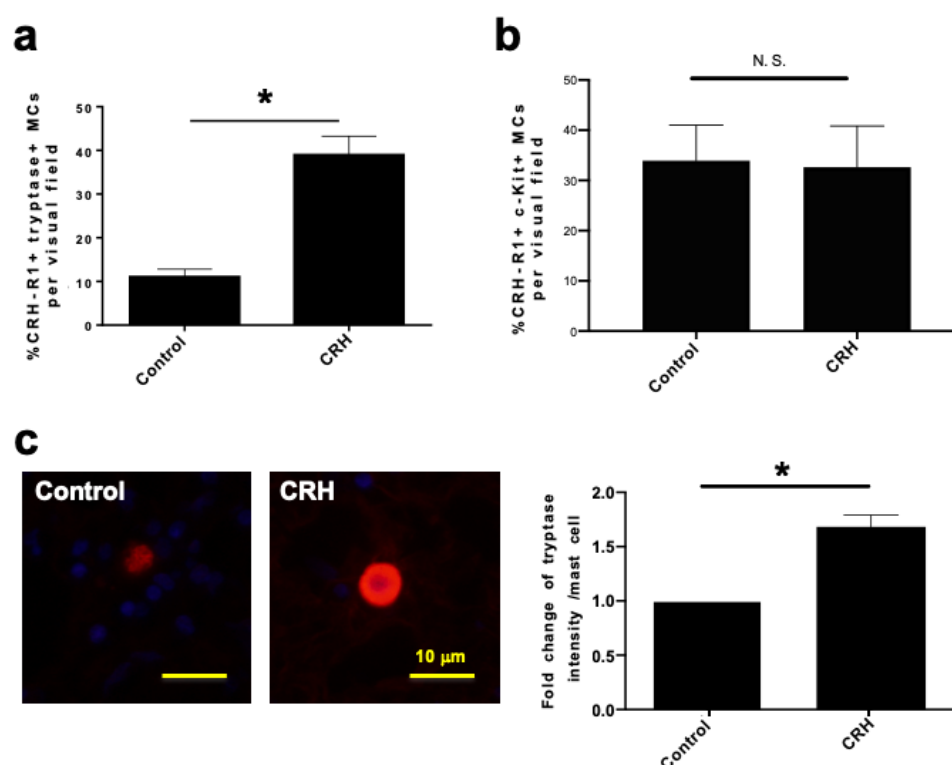 a
%CRH-R1+ tryptase+ MCs
per visual field
50
40
30
20
10
0
*
Control
CRH
b
%CRH-R1+ c-Kit+ MCs
per visual field
50
40
30
20
10
0
N. S.
Control
CRH
c
Control
CRH
10 μm
Fold change of tryptase
intensity /mast cell
2.0
1.5
1.0
0.5
0.0
*
Control
CRH